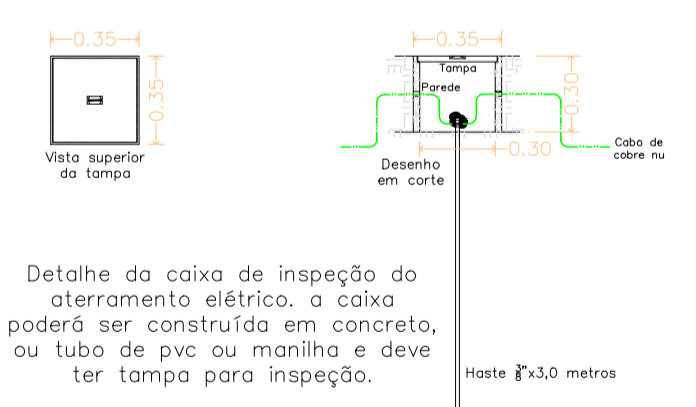 0.35
0.35
Vista superior
da tampa
0.35
Tampa
Parede
0.30
0.30
Desenho
em corte
Cabo de
cobre nu
Detalhe da caixa de inspeção do
aterramento elétrico. a caixa
poderá ser construída em concreto,
ou tubo de pvc ou manilha e deve
ter tampa para inspeção.
Haste x3,0 metros